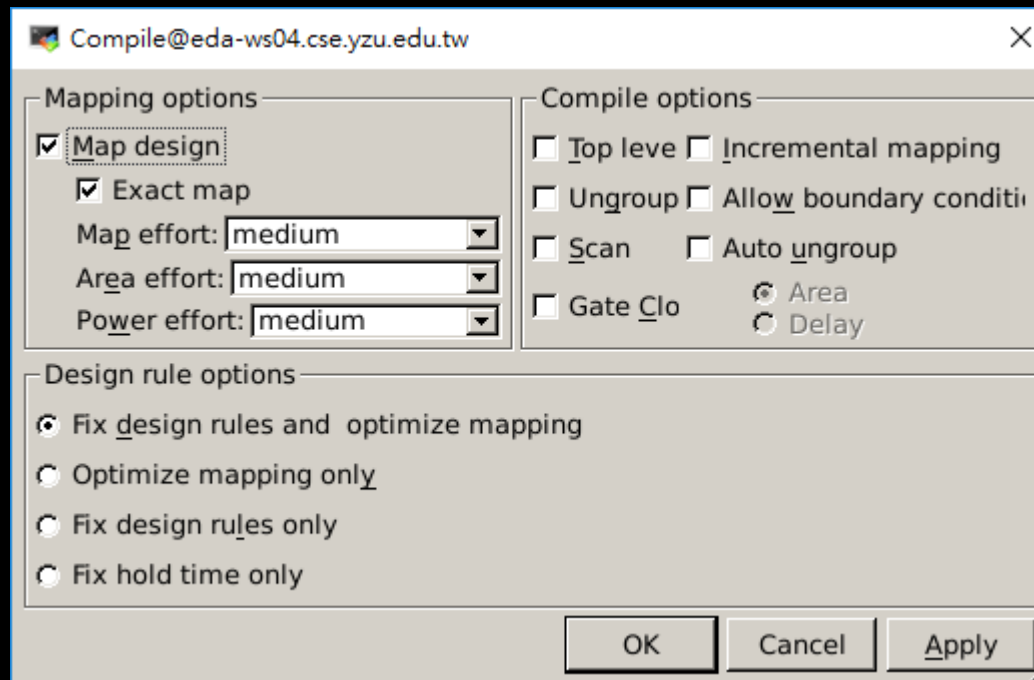 Compile@eda-ws04.cse.yzu.edu.tw
Mapping options
Map design
Exact map
Map effort: medium
Area effort: medium
Power effort: medium
Compile options
Top leve Incremental mapping
Ungroup Allow boundary conditi
Scan Auto ungroup
Gate Clo Area
Delay
Design rule options
Fix design rules and optimize mapping
Optimize mapping only
Fix design rules only
Fix hold time only
OK Cancel Apply